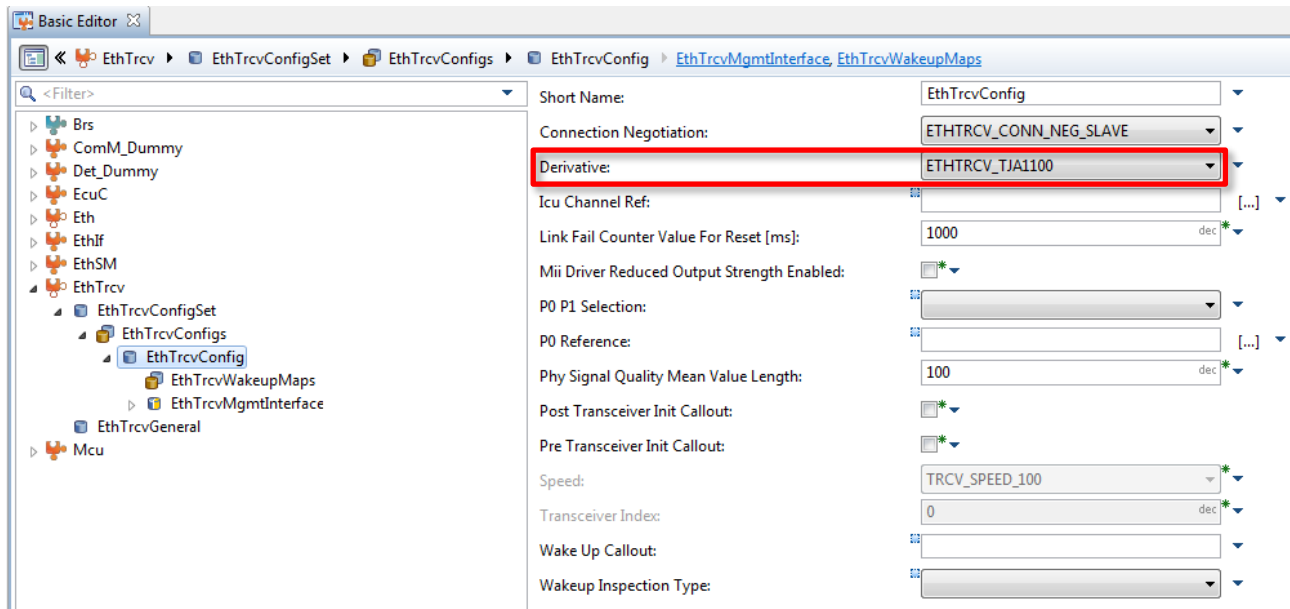 Basic Editor
EthTrcv EthTrcvConfigSet EthTrcvConfigs EthTrcvConfig EthTrcvMgmtInterface, EthTrcvWakeupMaps
<Filter>
Brs
ComM_Dummy
Det_Dummy
EcuC
Eth
EthIf
EthSM
EthTrcv
EthTrcvConfigSet
EthTrcvConfigs
EthTrcvConfig
EthTrcvWakeupMaps
EthTrcvMgmtInterface
EthTrcvGeneral
Mcu
Short Name: EthTrcvConfig
Connection Negotiation: ETHTRCV_CONN_NEG_SLAVE
Derivative: ETHTRCV_TJA1100
Icu Channel Ref: [...]
Link Fail Counter Value For Reset [ms]: 1000 dec
Mii Driver Reduced Output Strength Enabled:
P0 P1 Selection:
P0 Reference: [...]
Phy Signal Quality Mean Value Length: 100 dec
Post Transceiver Init Callout:
Pre Transceiver Init Callout:
Speed: TRCV_SPEED_100
Transceiver Index: 0 dec
Wake Up Callout:
Wakeup Inspection Type: